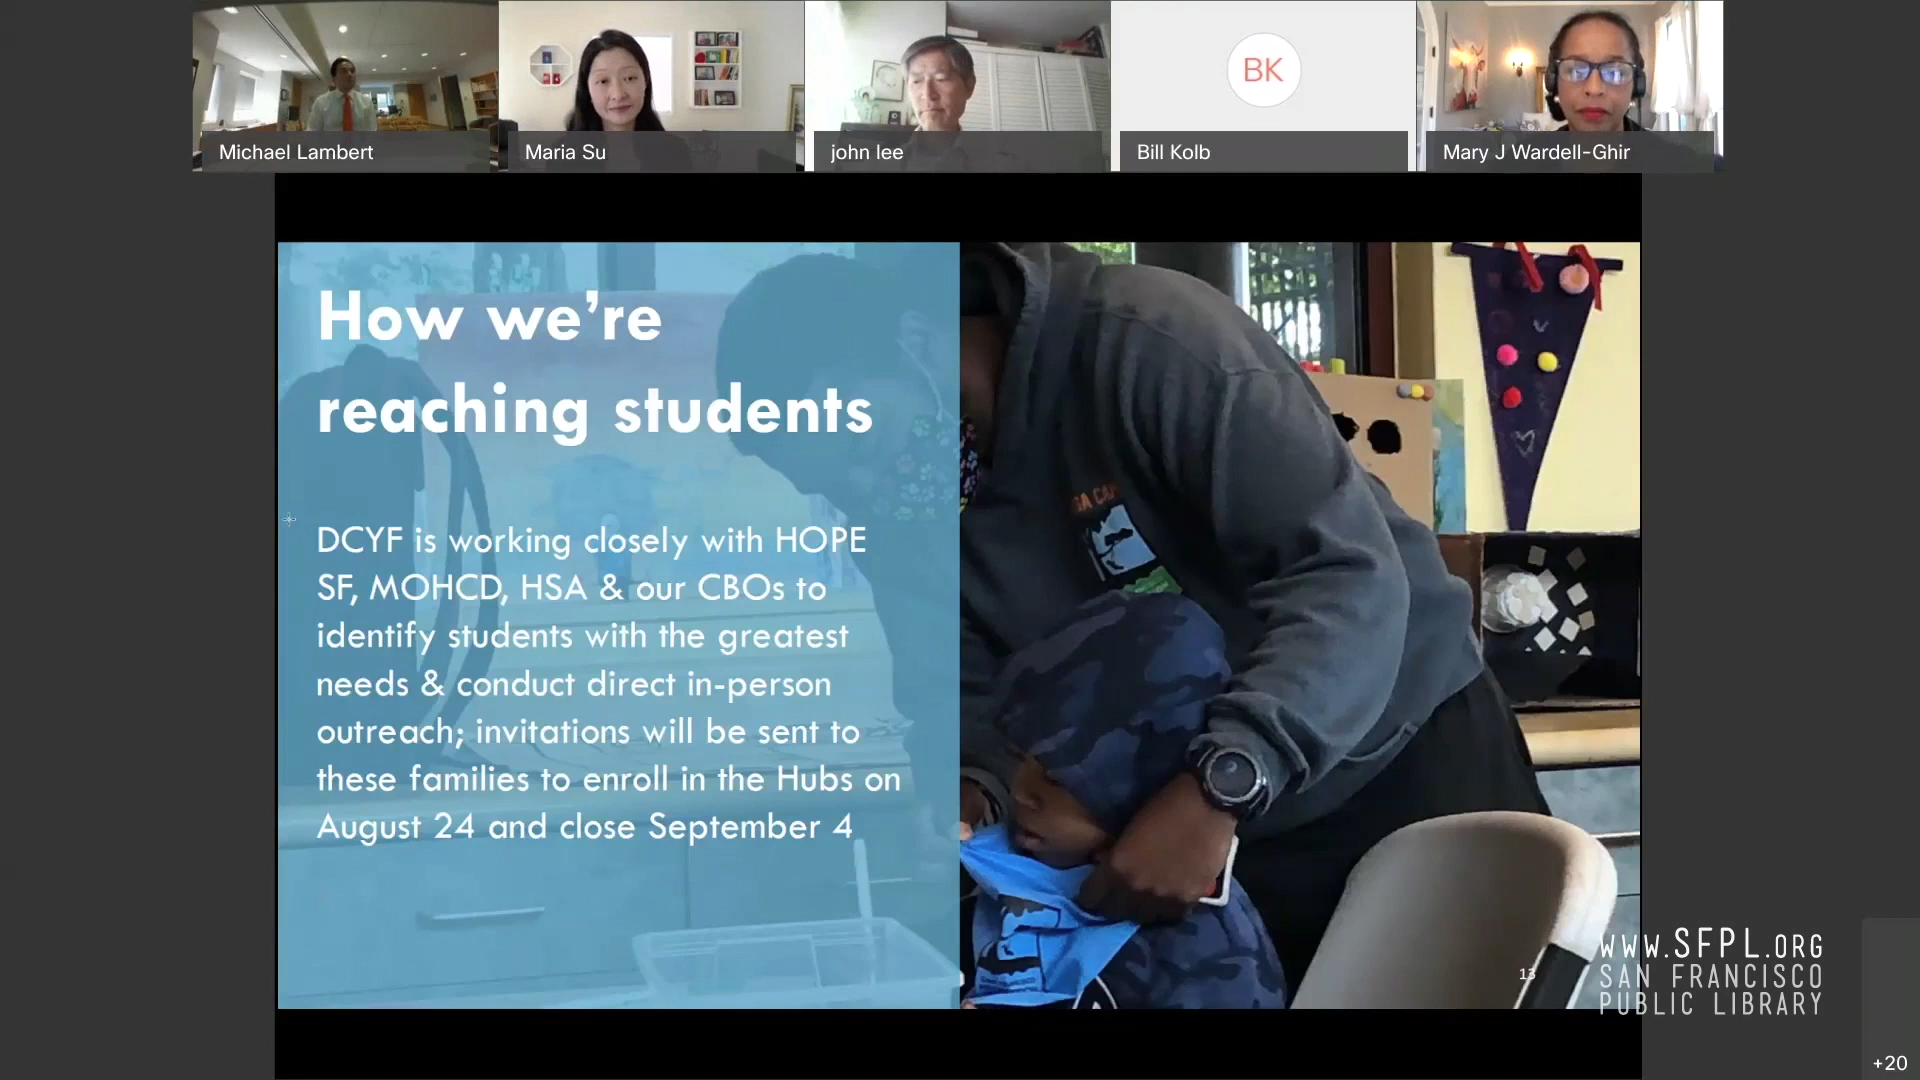 Michael Lambert
Maria Su
john lee
BK
Bill Kolb
Mary J Wardell-Ghir
How we're
reaching students
DCYF is working closely with HOPE
SF, MOHCD, HSA & our CBOs to
identify students with the greatest
needs & conduct direct in-person
outreach; invitations will be sent to
these families to enroll in the Hubs on
August 24 and close September 4
13
www.SFPL.ORG
SAN FRANCISCO
PUBLIC LIBRARY
+20